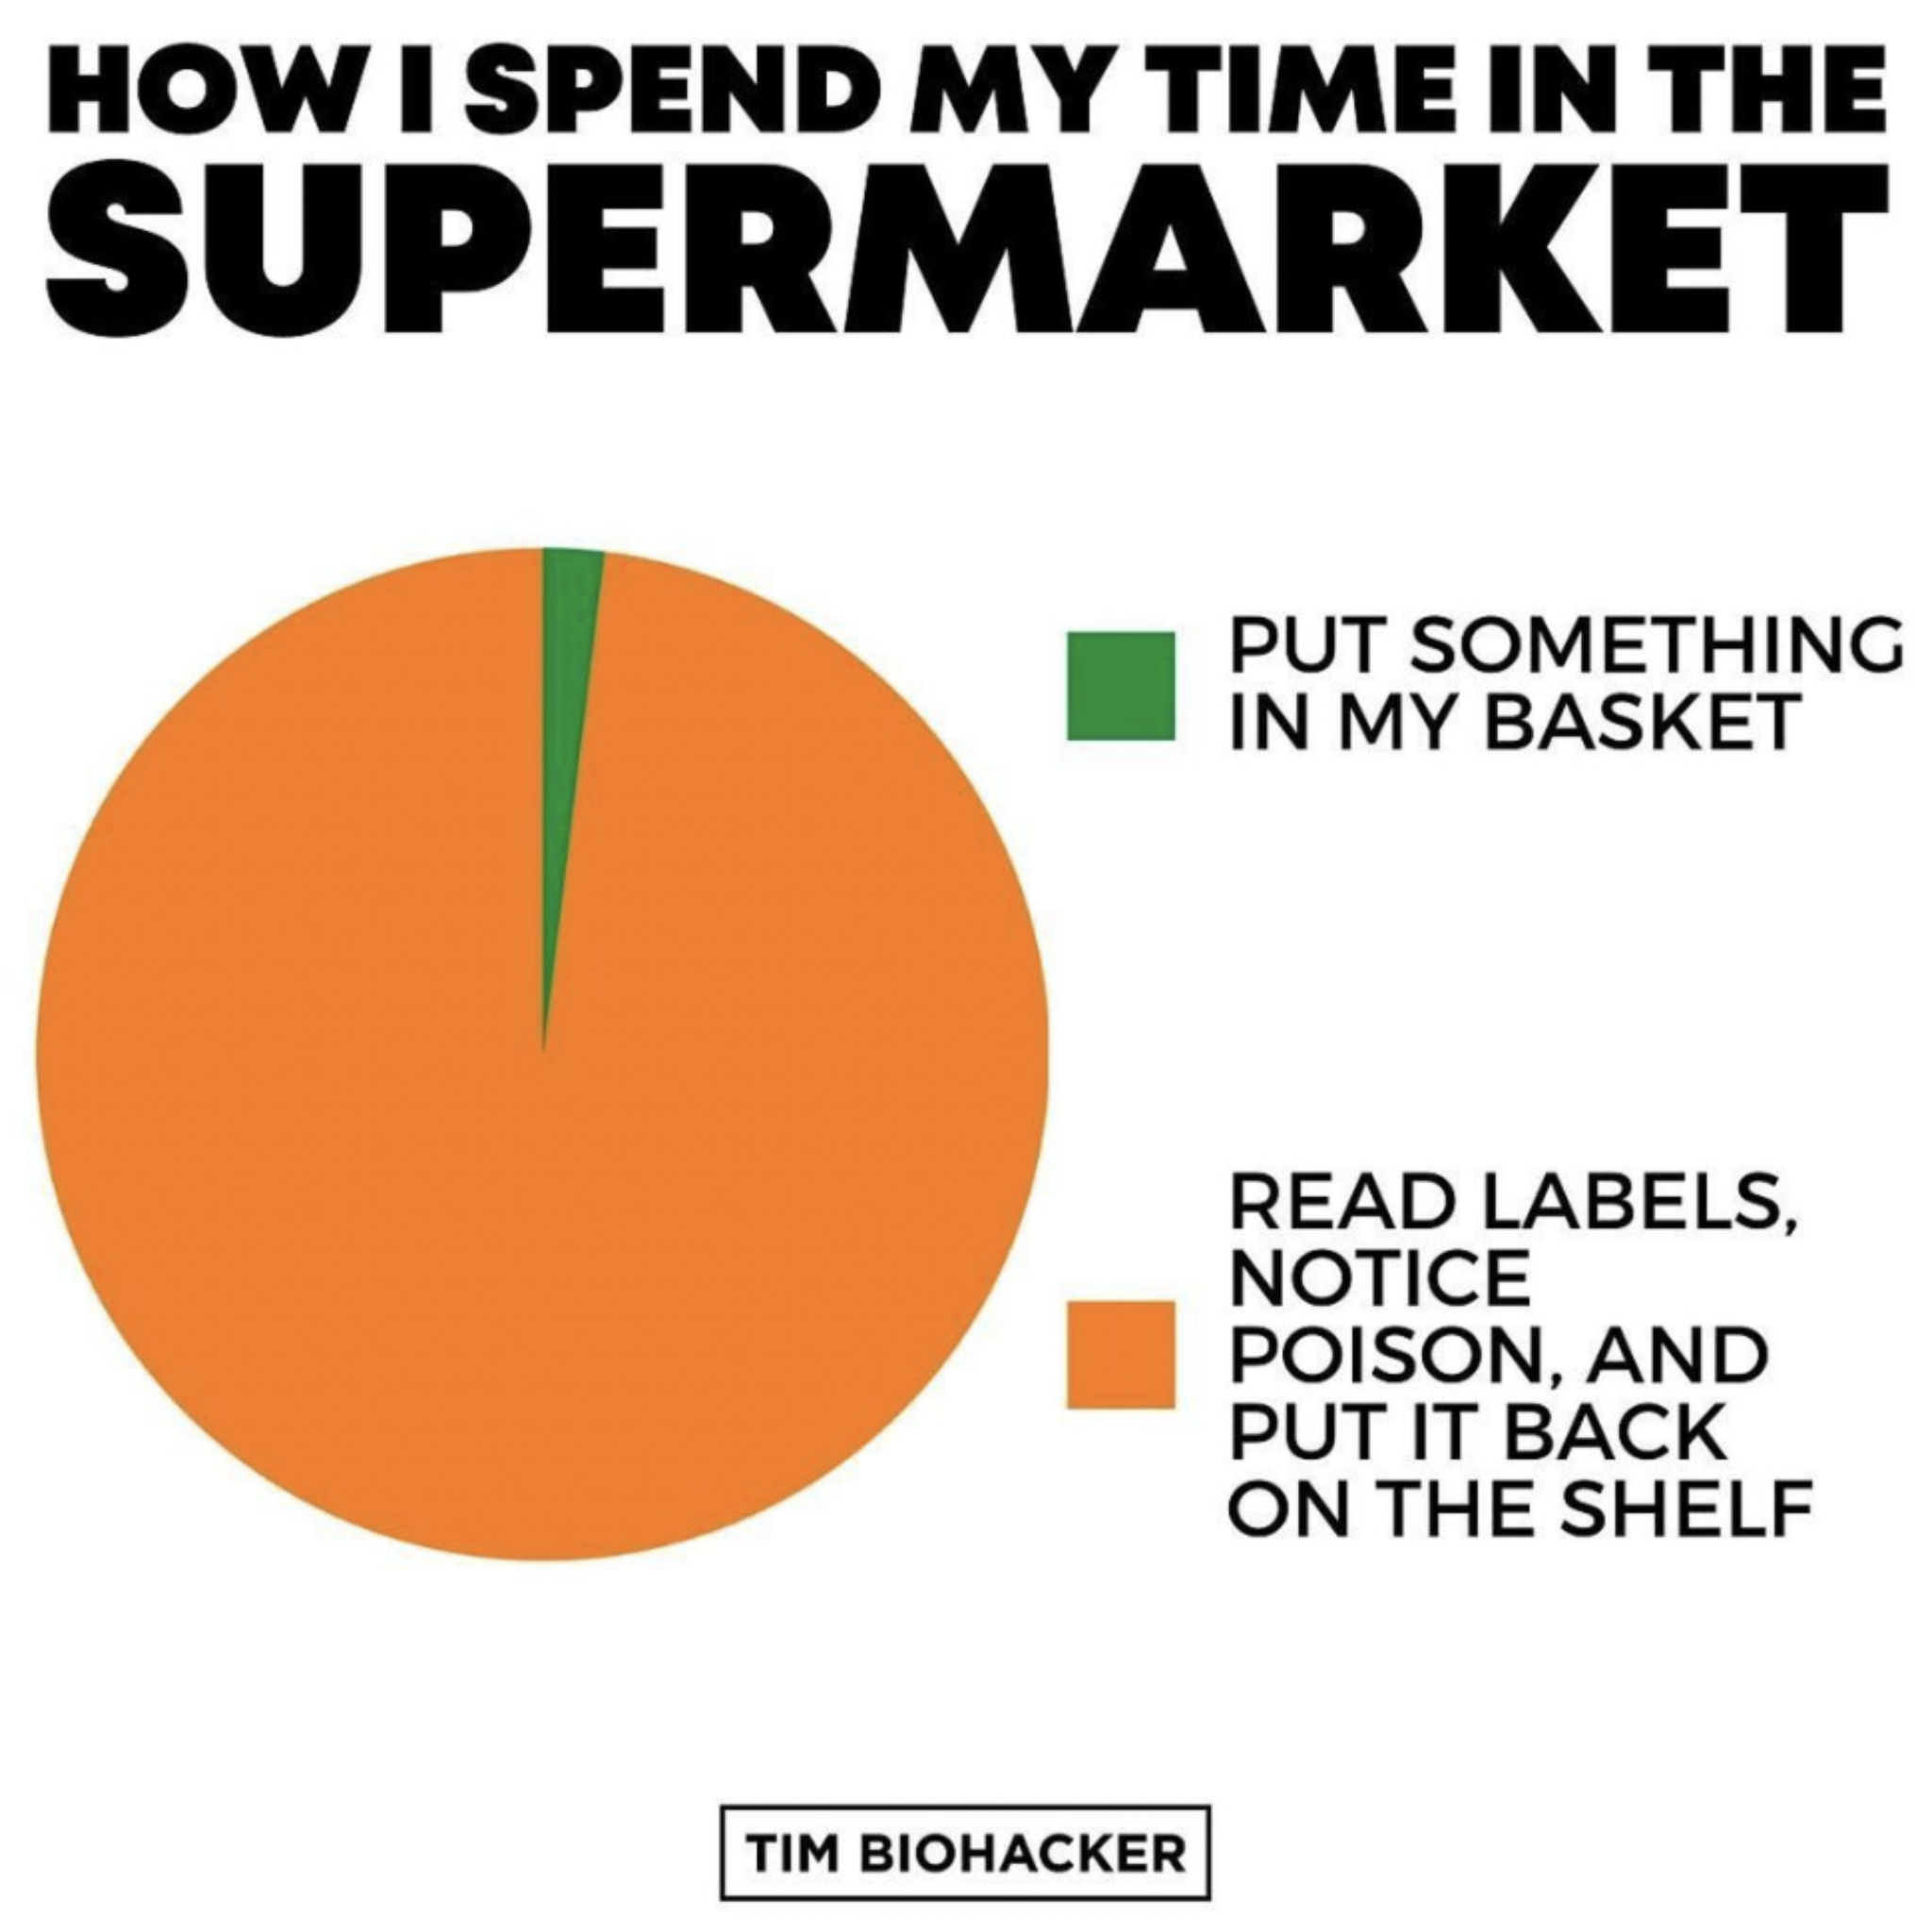 HOW I SPEND MY TIME IN THE
SUPERMARKET
PUT SOMETHING
IN MY BASKET
READ LABELS,
NOTICE
POISON, AND
PUT IT BACK
ON THE SHELF
TIM BIOHACKER